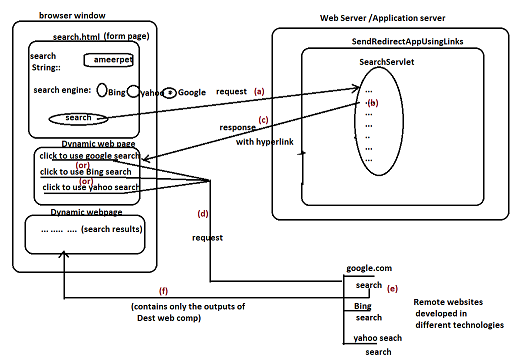 browser window
Web Server /Application server
search.html (form page)
SendRedirectAppUsingLinks
search
String::
ameerpet
SearchServlet
search engine:
Bing
yahoo
Google
request (a)
...
.. (b)
...
...
..
...
...
search
(c)
response
with hyperlink
Dynamic web page
click to use google search
(or)
click to use Bing search
(or)
click to use yahoo search
Dynamic webpage
... ..... .... (search results)
(d)
request
google.com
search (e)
(f)
(contains only the outputs of
Dest web comp)
Bing
search
Remote websites
developed in
different technologies
yahoo seach
search